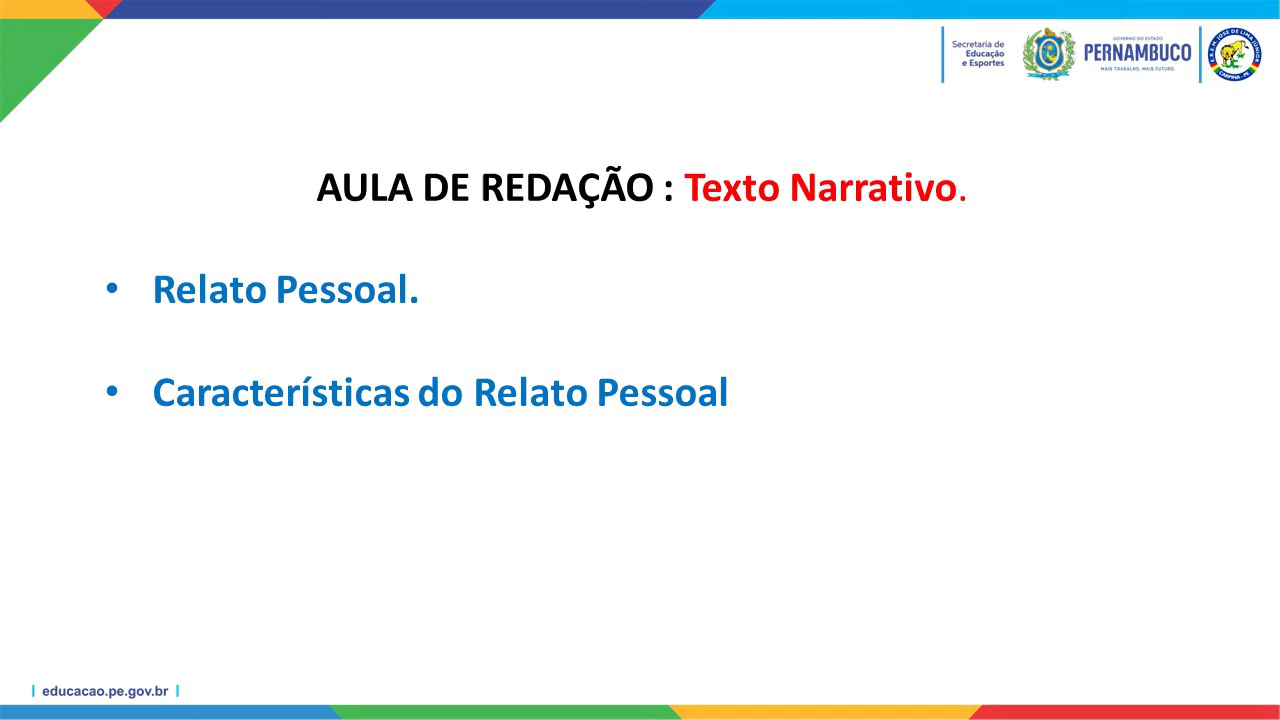 Secretaria de
Educação
e Esportes
GOVERNO DO ESTADO
PERNAMBUCO
MAIS TRABALHO, MAIS FUTURO.
AULA DE REDAÇÃO : Texto Narrativo.
• Relato Pessoal.
• Características do Relato Pessoal
educacao.pe.gov.br